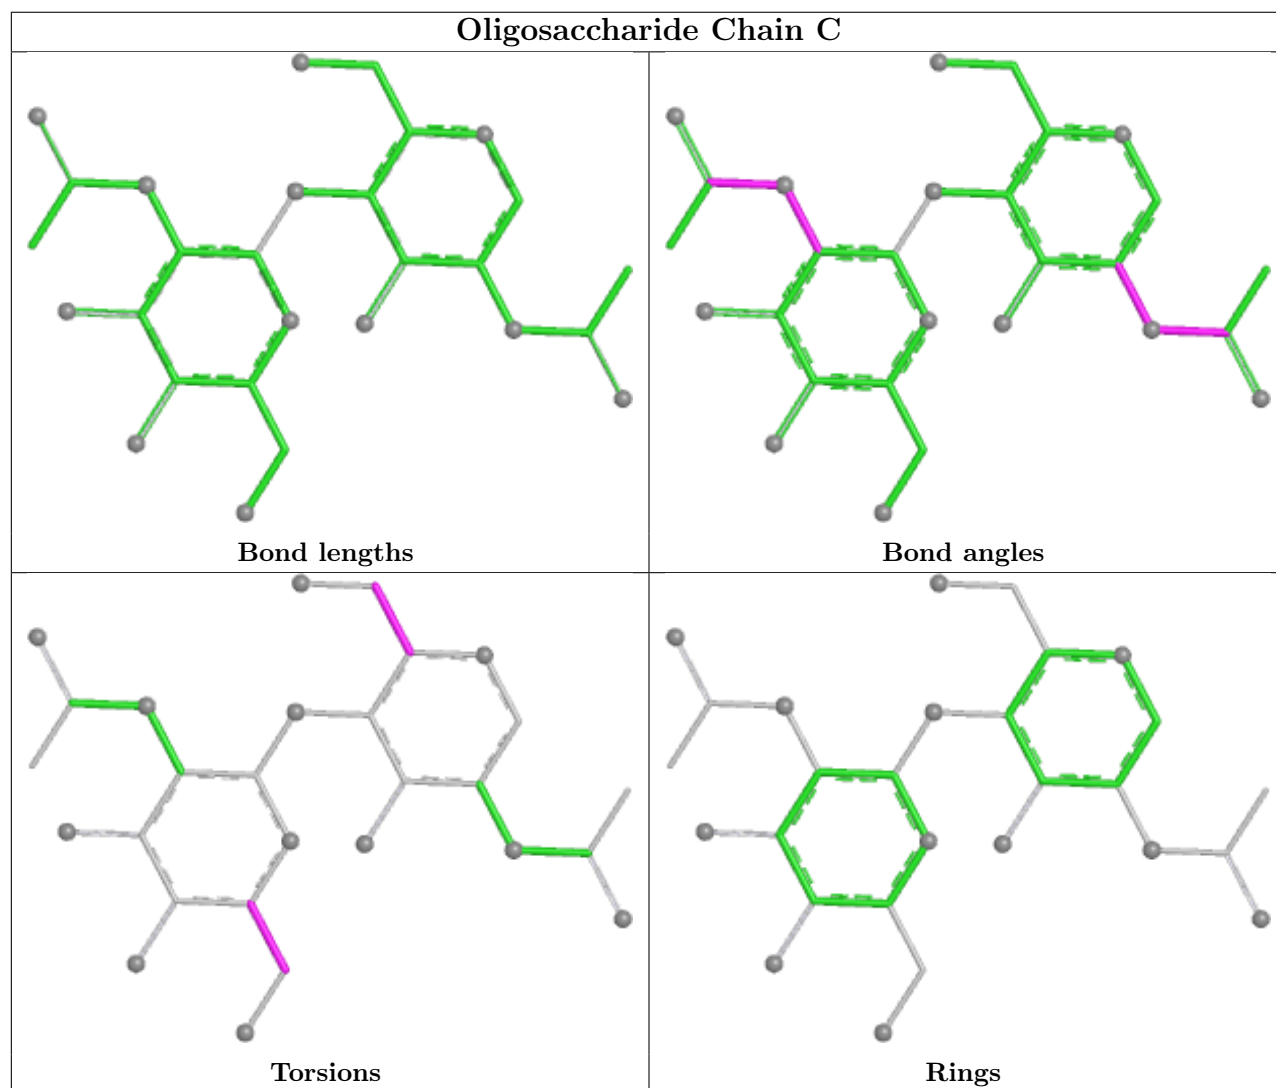 Oligosaccharide Chain C
Bond lengths
Bond angles
Torsions
Rings